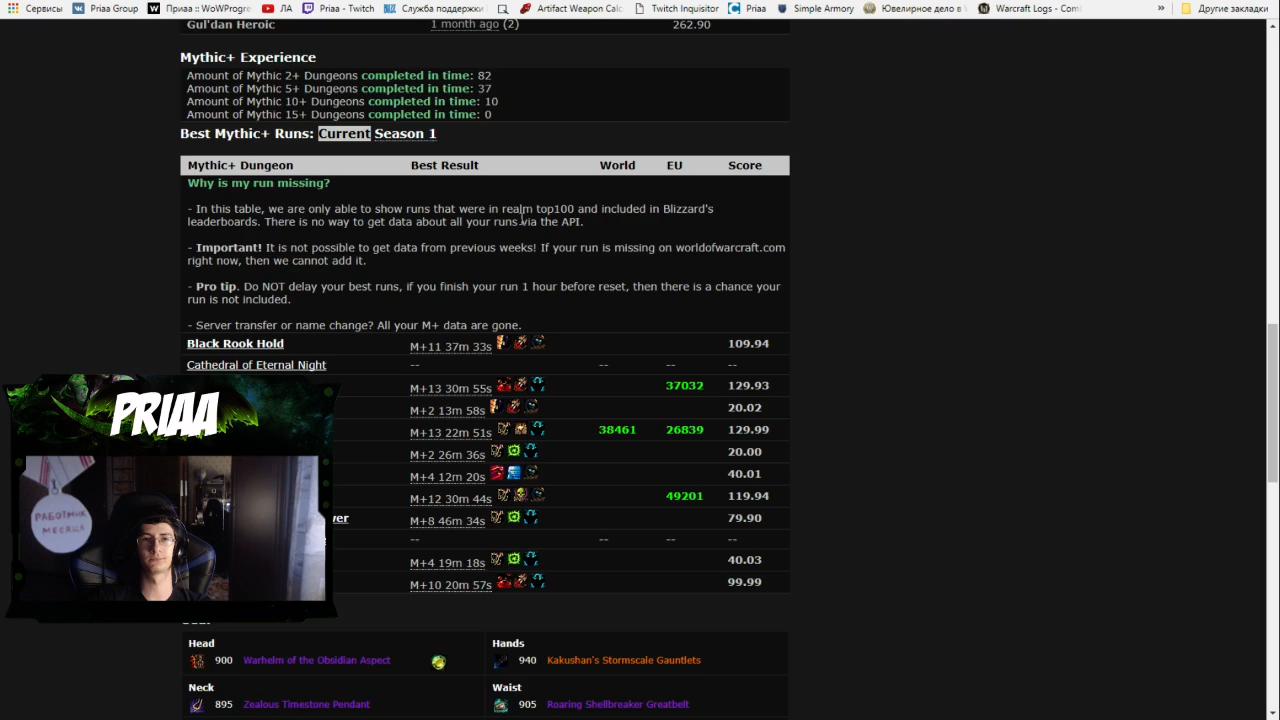 Сервисы Priaa Group Приаа :: WoWProgre ЛА Priaa - Twitch Служба поддержки Artifact Weapon Calc Twitch Inquisitor Priaa Simple Armory Ювелирное дело в Warcraft Logs - Coml » Другие закладки
Gul'dan Heroic 1 month ago (2) 262.90
Mythic+ Experience
Amount of Mythic 2+ Dungeons completed in time: 82
Amount of Mythic 5+ Dungeons completed in time: 37
Amount of Mythic 10+ Dungeons completed in time: 10
Amount of Mythic 15+ Dungeons completed in time: 0
Best Mythic+ Runs: Current Season 1
Mythic+ Dungeon Best Result World EU Score
Why is my run missing?
- In this table, we are only able to show runs that were in realm top100 and included in Blizzard's
leaderboards. There is no way to get data about all your runs via the API.
- Important! It is not possible to get data from previous weeks! If your run is missing on worldofwarcraft.com
right now, then we cannot add it.
- Pro tip. Do NOT delay your best runs, if you finish your run 1 hour before reset, then there is a chance your
run is not included.
- Server transfer or name change? All your M+ data are gone.
Black Rook Hold M+11 37m 33s 109.94
Cathedral of Eternal Night -- -- -- --
M+13 30m 55s 37032 129.93
M+2 13m 58s 20.02
M+13 22m 51s 38461 26839 129.99
M+2 26m 36s 20.00
M+4 12m 20s 40.01
M+12 30m 44s 49201 119.94
wer M+8 46m 34s 79.90
-- -- -- --
M+4 19m 18s 40.03
M+10 20m 57s 99.99
PRIAA
РАБОТНИК
МЕСЯЦА
Head
900 Warhelm of the Obsidian Aspect
Hands
940 Kakushan's Stormscale Gauntlets
Neck
895 Zealous Timestone Pendant
Waist
905 Roaring Shellbreaker Greatbelt